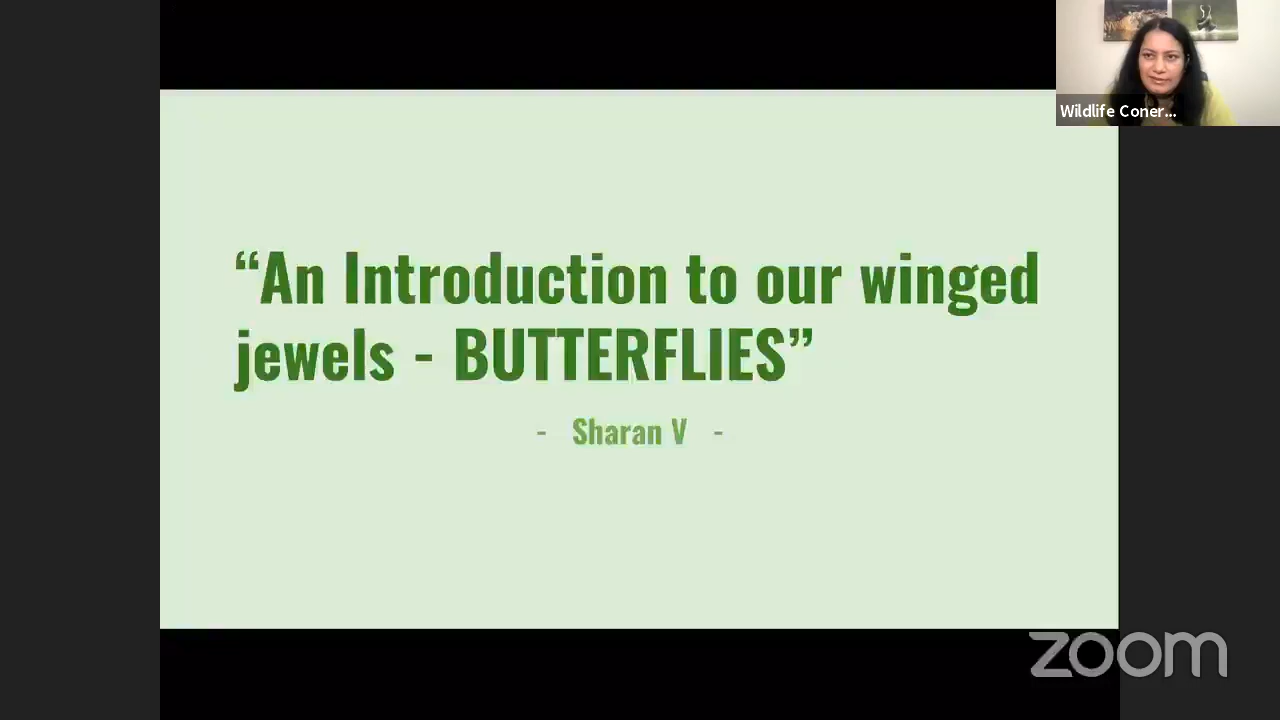 Wildlife Coner...
“An Introduction to our winged
jewels - BUTTERFLIES”
- Sharan V -
zoom